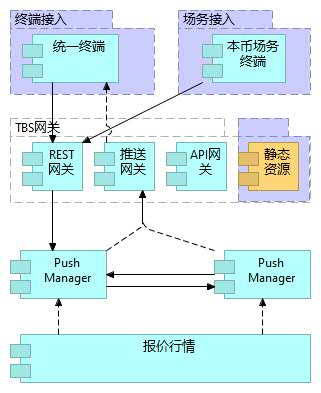 终端接入
场务接入
统一终端
本币场务
终端
TBS网关
REST
网关
推送
网关
API网
关
静态
资源
Push
Manager
Push
Manager
报价行情